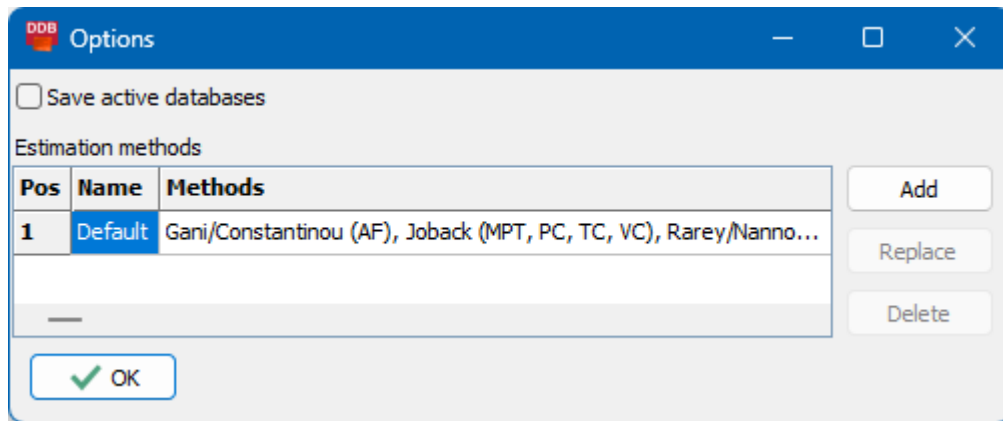 DDB Options
Save active databases
Estimation methods
Pos Name Methods
1 Default Gani/Constantinou (AF), Joback (MPT, PC, TC, VC), Rarey/Nanno...
Add
Replace
Delete
OK